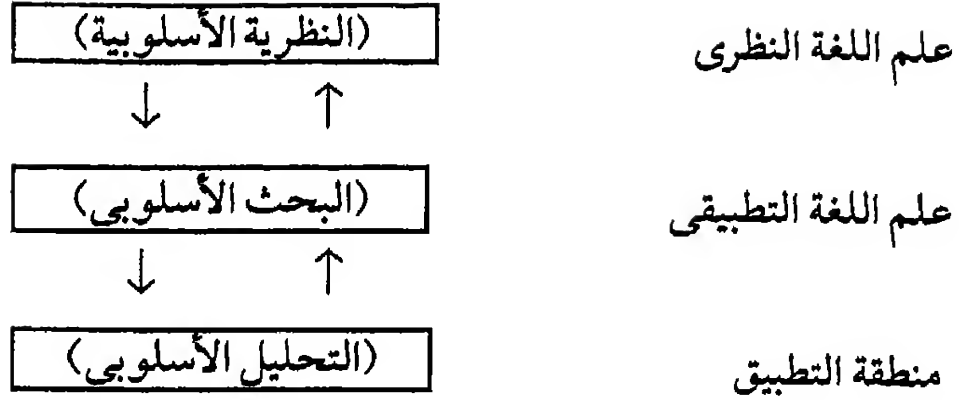 علم اللغة النظرى (النظرية الأسلوبية)
↓ ↑
علم اللغة التطبيقى (البحث الأسلوبى)
↓ ↑
منطقة التطبيق (التحليل الأسلوبى)